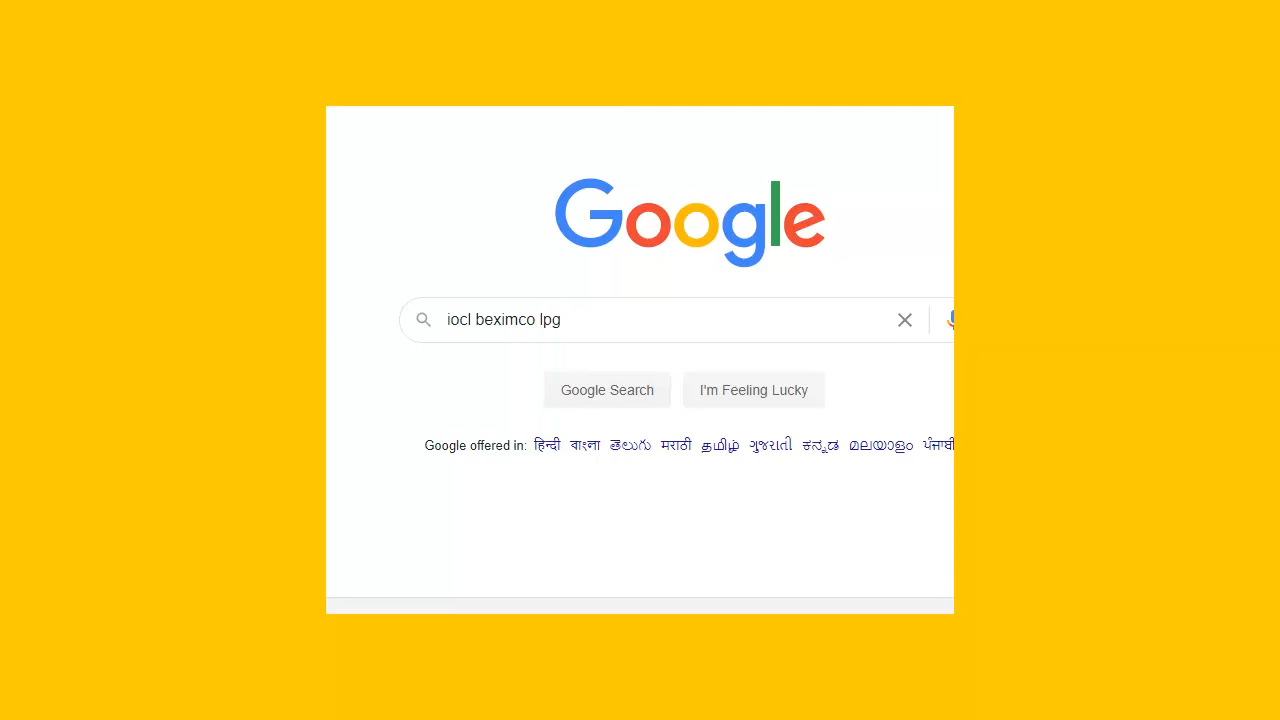 Google
iocl beximco lpg
Google Search I'm Feeling Lucky
Google offered in: हिन्दी বাংলা తెలుగు मराठी தமிழ் ગુજરાતી ಕನ್ನಡ മലയാളം ਪੰਜਾਬੀ